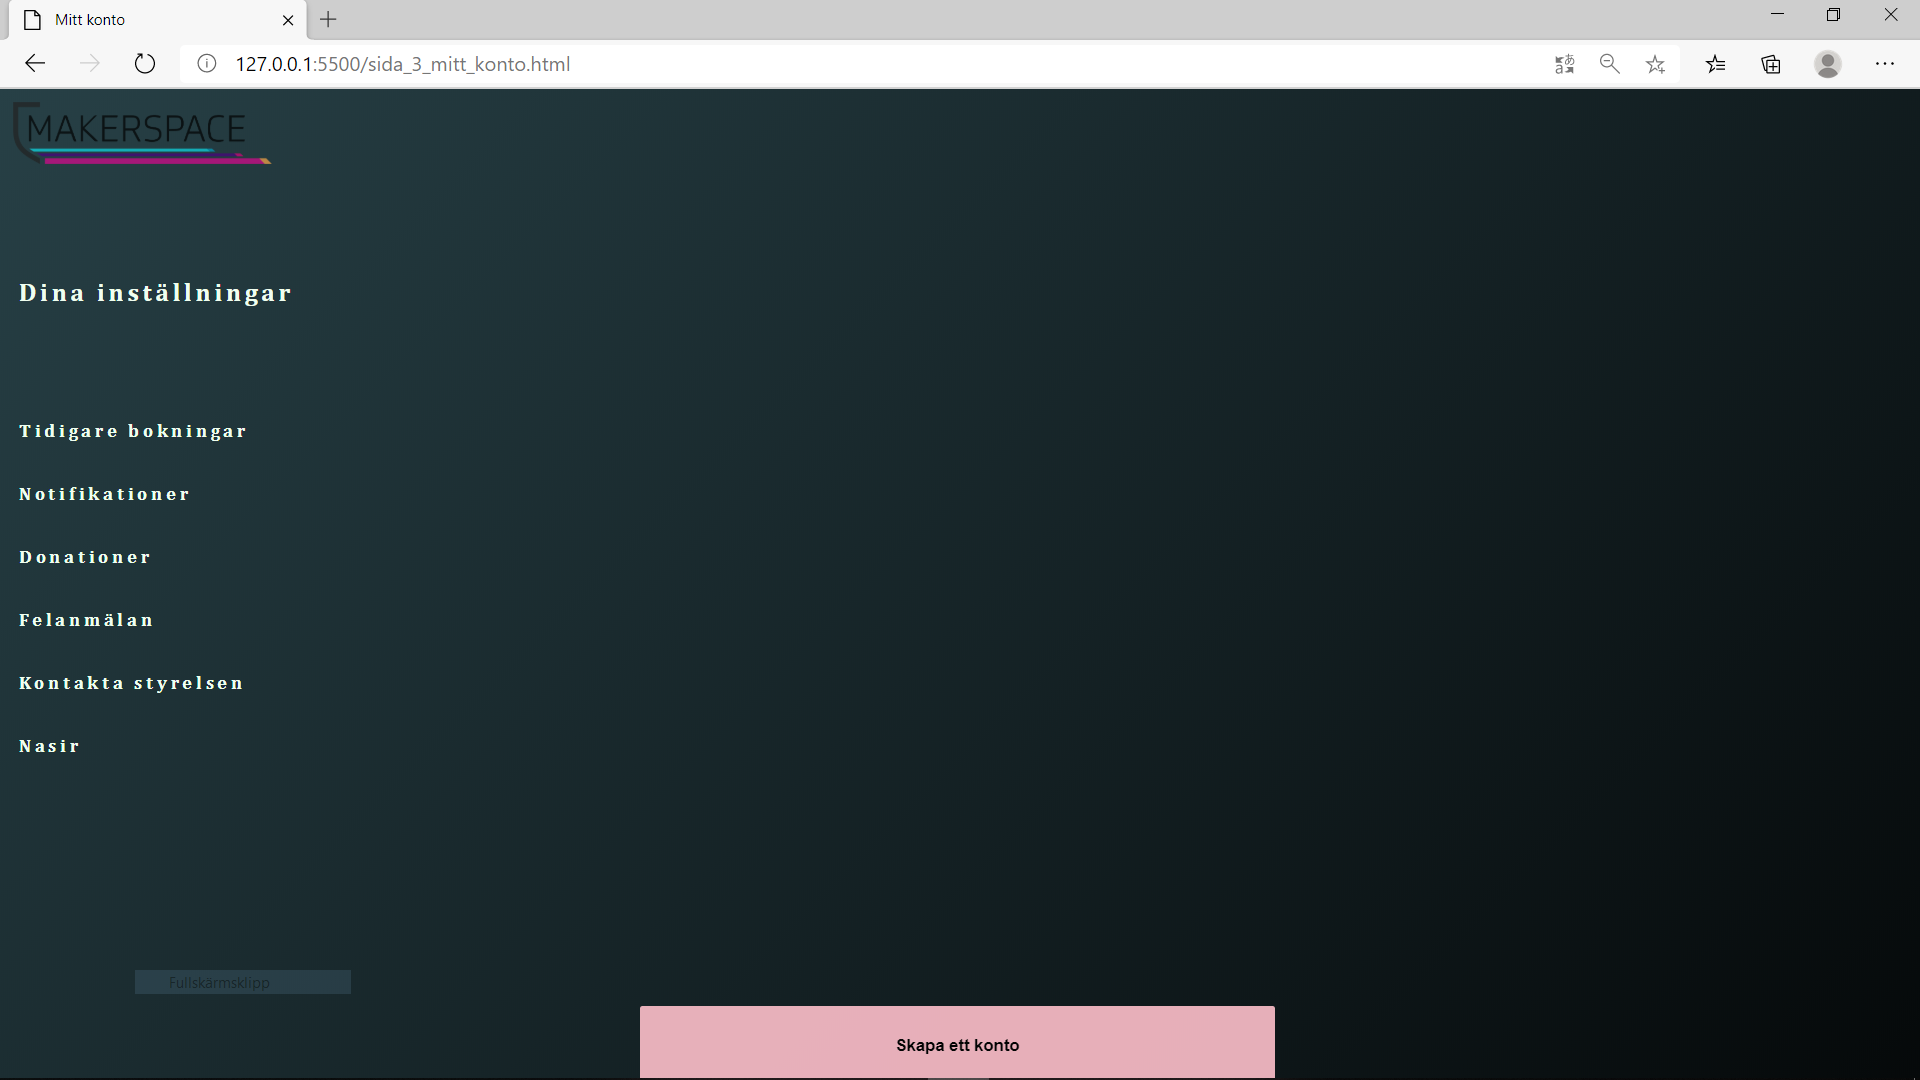 Mitt konto
127.0.0.1:5500/sida_3_mitt_konto.html
MAKERSPACE
Dina inställningar
Tidigare bokningar
Notifikationer
Donationer
Felanmälan
Kontakta styrelsen
Nasir
Fullskärmsklipp
Skapa ett konto